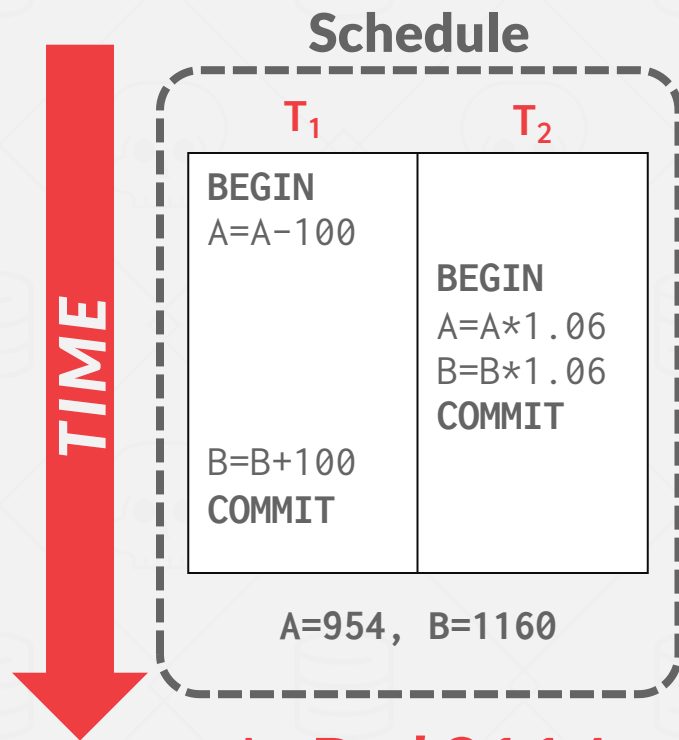 Schedule
TIME
T₁ T₂
BEGIN
A=A-100
BEGIN
A=A*1.06
B=B*1.06
COMMIT
B=B+100
COMMIT
A=954, B=1160